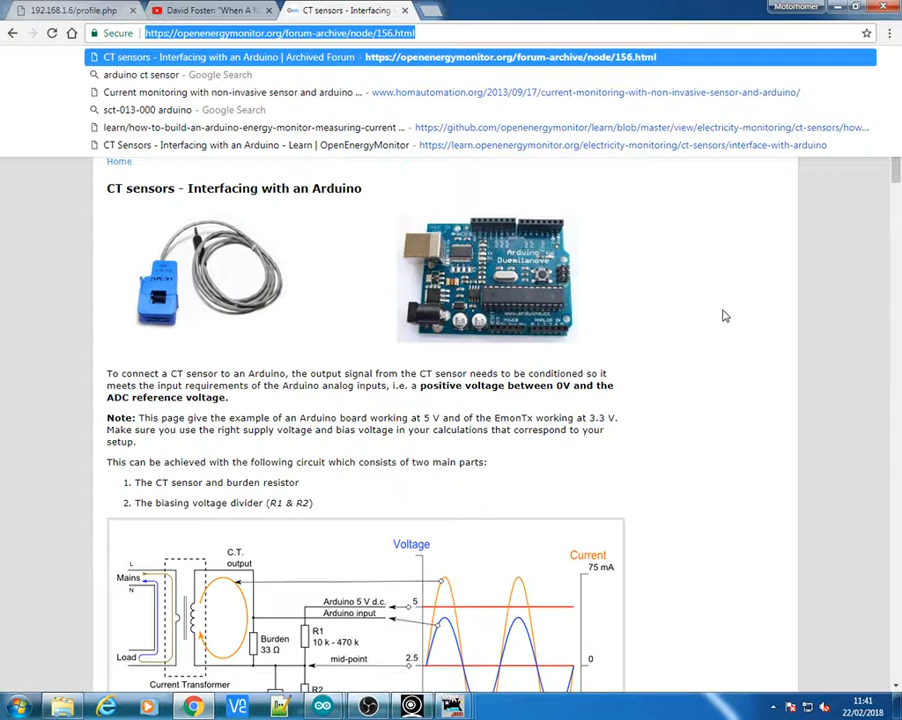 Motorhomer
192.168.1.6/profile.php
David Foster: "When A M
CT sensors - Interfacing
Secure
https://openenergymonitor.org/forum-archive/node/156.html
CT sensors - Interfacing with an Arduino | Archived Forum - https://openenergymonitor.org/forum-archive/node/156.html
arduino ct sensor - Google Search
Current monitoring with non-invasive sensor and arduino ... - www.homautomation.org/2013/09/17/current-monitoring-with-non-invasive-sensor-and-arduino/
sct-013-000 arduino - Google Search
learn/how-to-build-an-arduino-energy-monitor-measuring-current ... - https://github.com/openenergymonitor/learn/blob/master/view/electricity-monitoring/ct-sensors/how...
CT Sensors - Interfacing with an Arduino - Learn | OpenEnergyMonitor - https://learn.openenergymonitor.org/electricity-monitoring/ct-sensors/interface-with-arduino
Home
CT sensors - Interfacing with an Arduino
Arduino
Duemilanove
To connect a CT sensor to an Arduino, the output signal from the CT sensor needs to be conditioned so it
meets the input requirements of the Arduino analog inputs, i.e. a positive voltage between 0V and the
ADC reference voltage.
Note: This page give the example of an Arduino board working at 5 V and of the EmonTx working at 3.3 V.
Make sure you use the right supply voltage and bias voltage in your calculations that correspond to your
setup.
This can be achieved with the following circuit which consists of two main parts:
1. The CT sensor and burden resistor
2. The biasing voltage divider (R1 & R2)
Voltage
C.T.
output
Current
75 mA
L
Mains
N
Arduino 5 V d.c.
5
Arduino input
R1
10 k - 470 k
Burden
33 Ω
Load
mid-point
2.5
0
Current Transformer
R2
11:41
22/02/2018